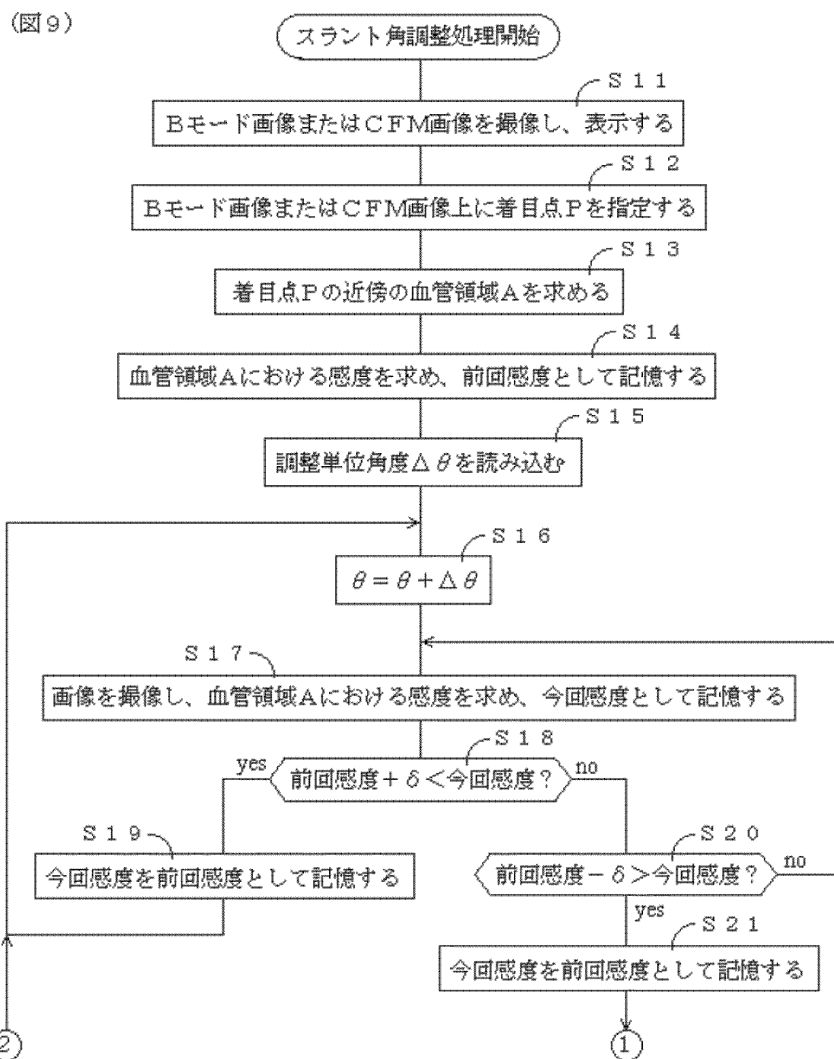 (図9)
スラント角調整処理開始
S11
Bモード画像またはCFM画像を撮像し、表示する
S12
Bモード画像またはCFM画像上に着目点Pを指定する
S13
着目点Pの近傍の血管領域Aを求める
S14
血管領域Aにおける感度を求め、前回感度として記憶する
S15
調整単位角度△θを読み込む
S16
θ=θ+△θ
S17
画像を撮像し、血管領域Aにおける感度を求め、今回感度として記憶する
S18
yes 前回感度+δ<今回感度? no
S19
今回感度を前回感度として記憶する
S20
前回感度-δ>今回感度? no
yes
S21
今回感度を前回感度として記憶する
② ①